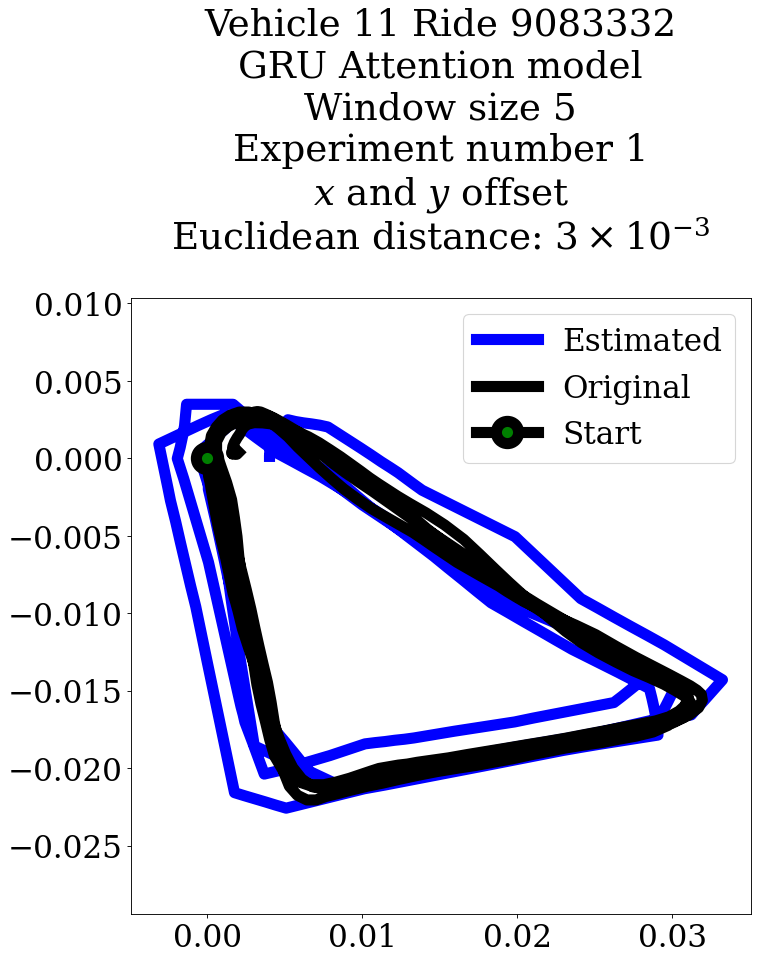 Vehicle 11 Ride 9083332
GRU Attention model
Window size 5
Experiment number 1
x and y offset
Euclidean distance: 3 × 10⁻³
0.010
0.005
0.000
−0.005
−0.010
−0.015
−0.020
−0.025
Estimated
Original
Start
0.00 0.01 0.02 0.03